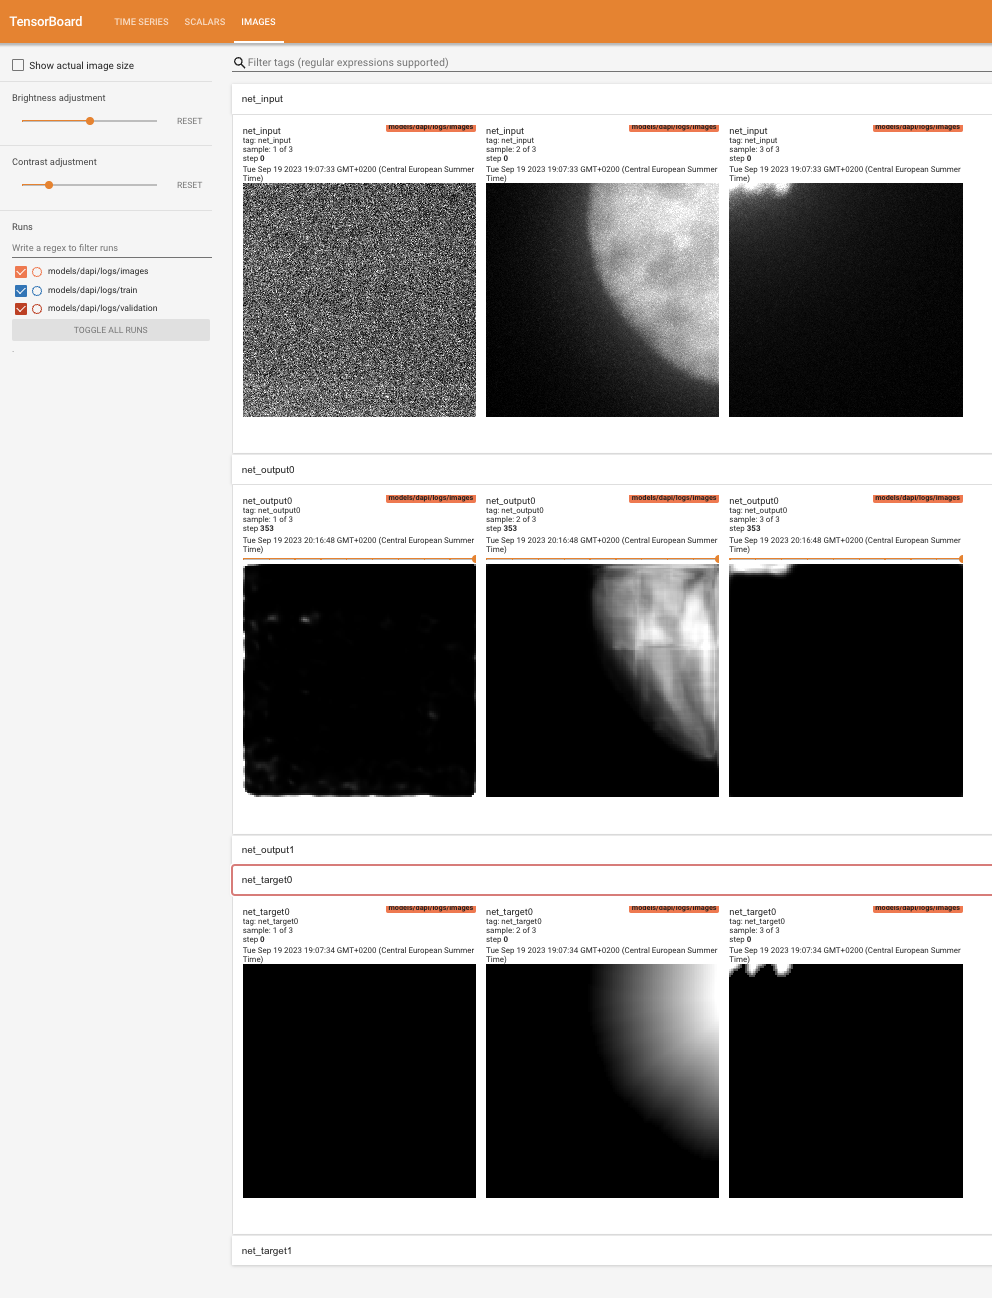 TensorBoard
TIME SERIES SCALARS IMAGES
Show actual image size
Brightness adjustment
RESET
Contrast adjustment
RESET
Runs
Write a regex to filter runs
models/dapi/logs/images
models/dapi/logs/train
models/dapi/logs/validation
TOGGLE ALL RUNS
Filter tags (regular expressions supported)
net_input
net_input
models/dapi/logs/images
tag: net_input
sample: 1 of 3
step 0
Tue Sep 19 2023 19:07:33 GMT+0200 (Central European Summer
Time)
net_input
models/dapi/logs/images
tag: net_input
sample: 2 of 3
step 0
Tue Sep 19 2023 19:07:33 GMT+0200 (Central European Summer
Time)
net_input
models/dapi/logs/images
tag: net_input
sample: 3 of 3
step 0
Tue Sep 19 2023 19:07:33 GMT+0200 (Central European Summer
Time)
net_output0
net_output0
models/dapi/logs/images
tag: net_output0
sample: 1 of 3
step 353
Tue Sep 19 2023 20:16:48 GMT+0200 (Central European Summer
Time)
net_output0
models/dapi/logs/images
tag: net_output0
sample: 2 of 3
step 353
Tue Sep 19 2023 20:16:48 GMT+0200 (Central European Summer
Time)
net_output0
models/dapi/logs/images
tag: net_output0
sample: 3 of 3
step 353
Tue Sep 19 2023 20:16:48 GMT+0200 (Central European Summer
Time)
net_output1
net_target0
net_target0
models/dapi/logs/images
tag: net_target0
sample: 1 of 3
step 0
Tue Sep 19 2023 19:07:34 GMT+0200 (Central European Summer
Time)
net_target0
models/dapi/logs/images
tag: net_target0
sample: 2 of 3
step 0
Tue Sep 19 2023 19:07:34 GMT+0200 (Central European Summer
Time)
net_target0
models/dapi/logs/images
tag: net_target0
sample: 3 of 3
step 0
Tue Sep 19 2023 19:07:34 GMT+0200 (Central European Summer
Time)
net_target1